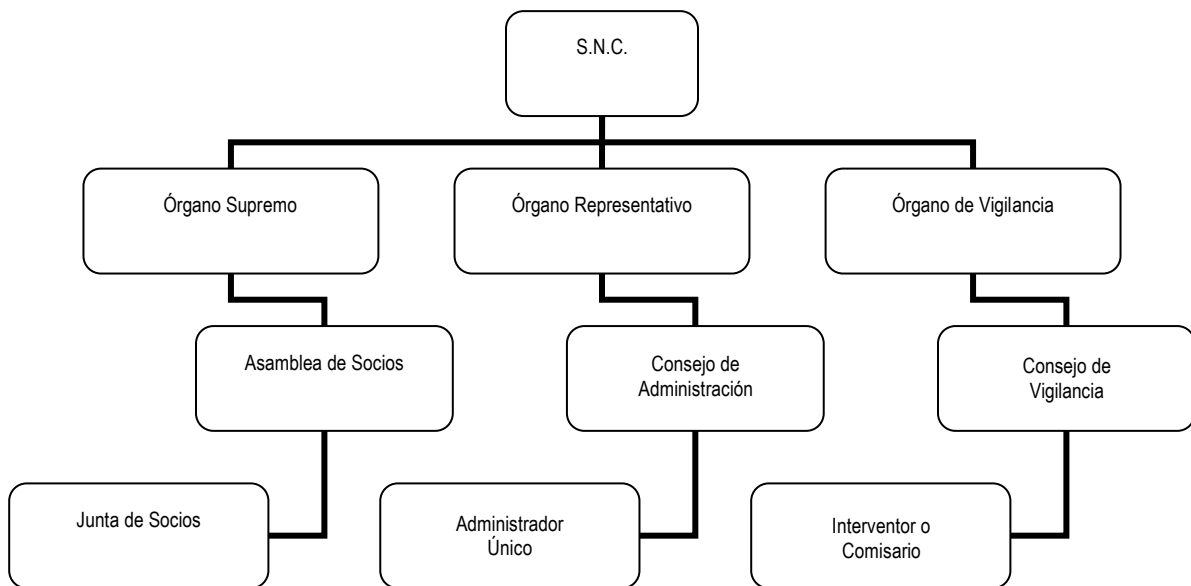 S.N.C.
Órgano Supremo
Órgano Representativo
Órgano de Vigilancia
Asamblea de Socios
Consejo de
Administración
Consejo de
Vigilancia
Junta de Socios
Administrador
Único
Interventor o
Comisario